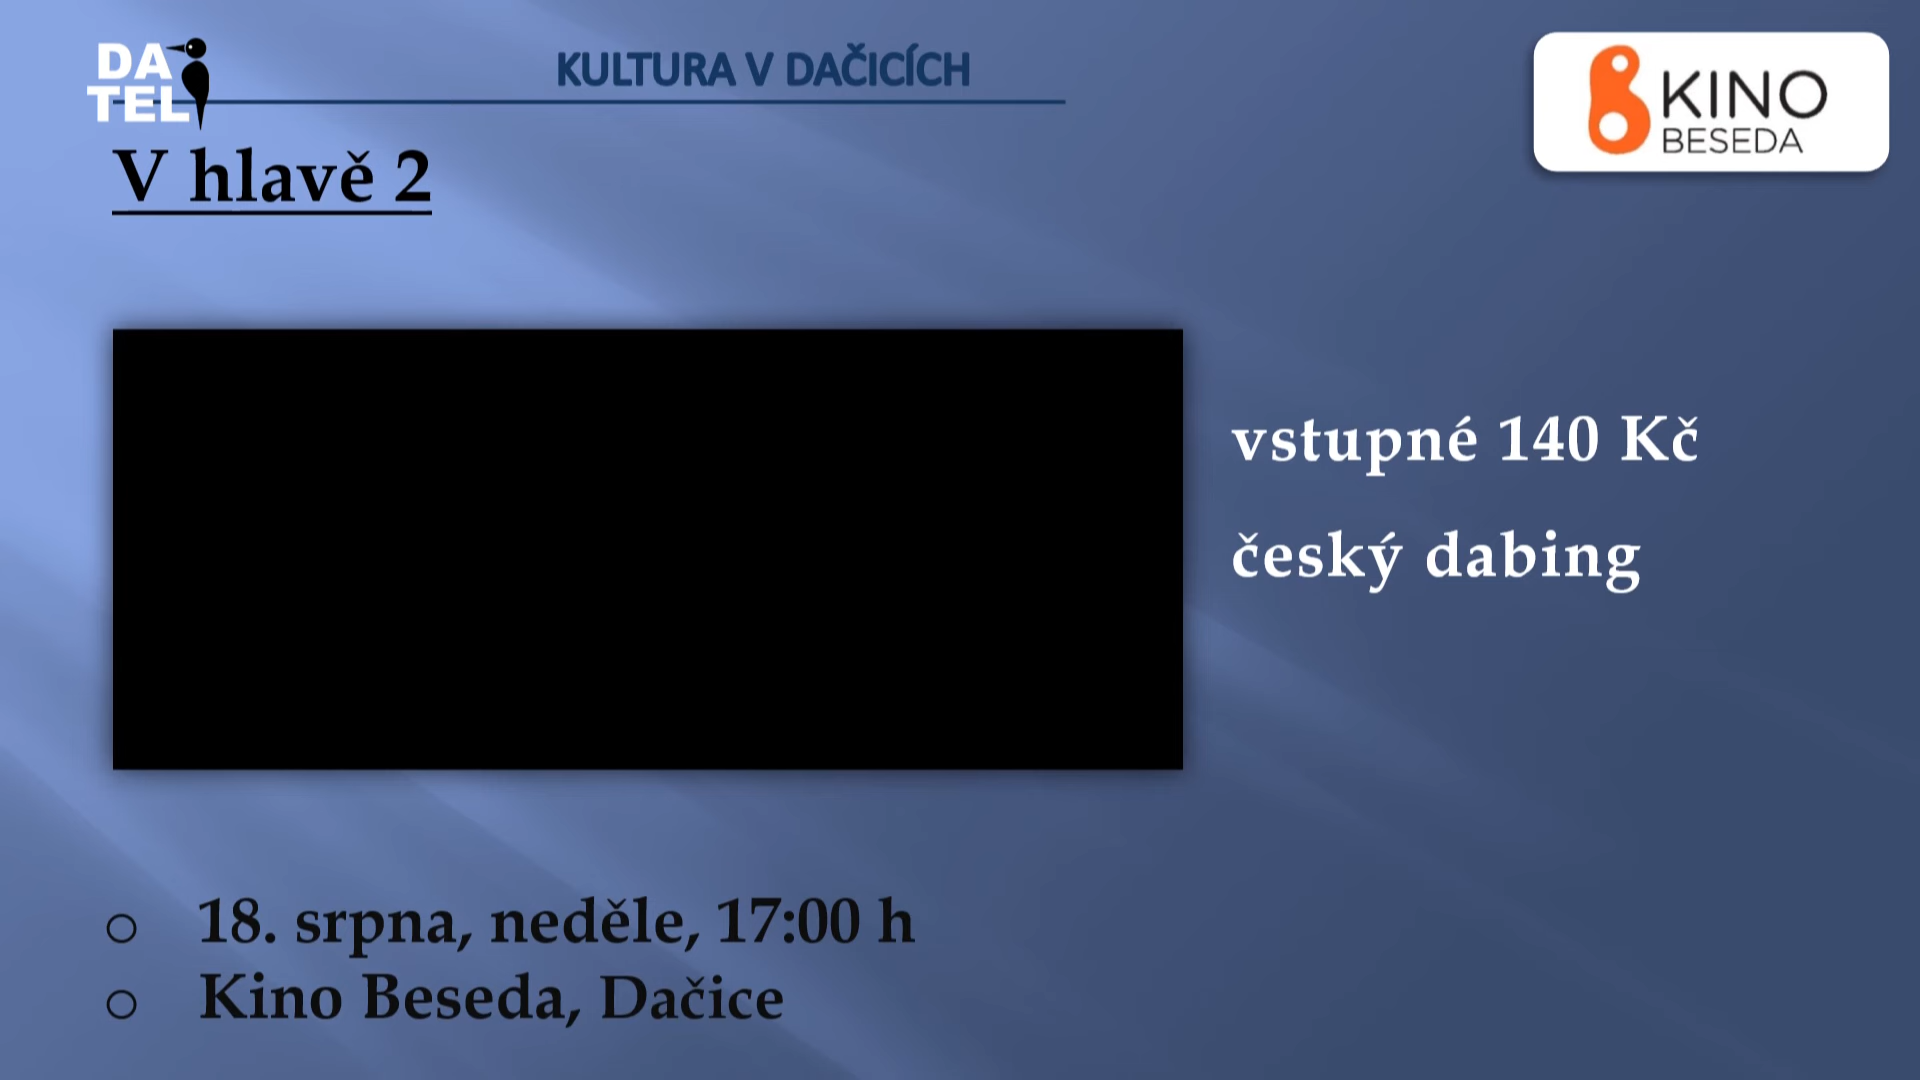 DA
TEL
KULTURA V DAČICÍCH
KINO
BESEDA
V hlavě 2
vstupné 140 Kč
český dabing
18. srpna, neděle, 17:00 h
Kino Beseda, Dačice